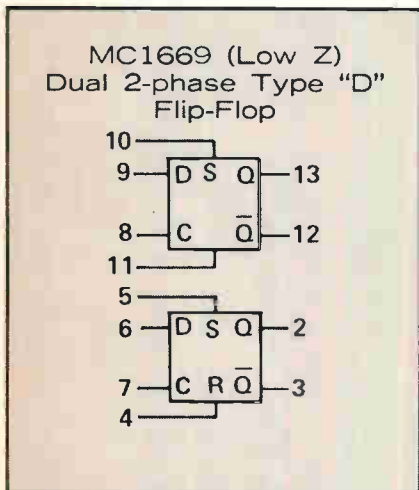 MC1669 (Low Z)
Dual 2-phase Type “D”
Flip-Flop
10
9 D S Q 13
8 C Q̅ 12
11
5
6 D S Q 2
7 C R Q̅ 3
4